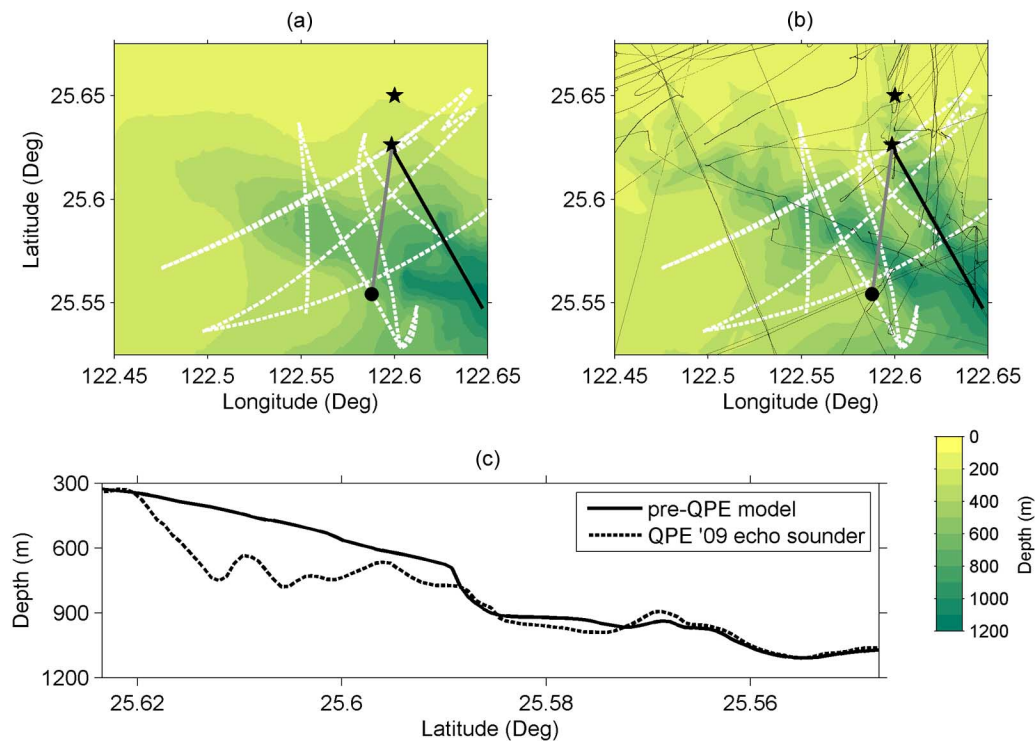 (a)
(b)
25.65
25.6
25.55
Latitude (Deg)
122.45
122.5
122.55
122.6
122.65
Longitude (Deg)
25.65
25.6
25.55
122.45
122.5
122.55
122.6
122.65
Longitude (Deg)
(c)
300
600
900
1200
Depth (m)
pre-QPE model
QPE '09 echo sounder
25.62
25.6
25.58
25.56
Latitude (Deg)
0
200
400
600
800
1000
1200
Depth (m)